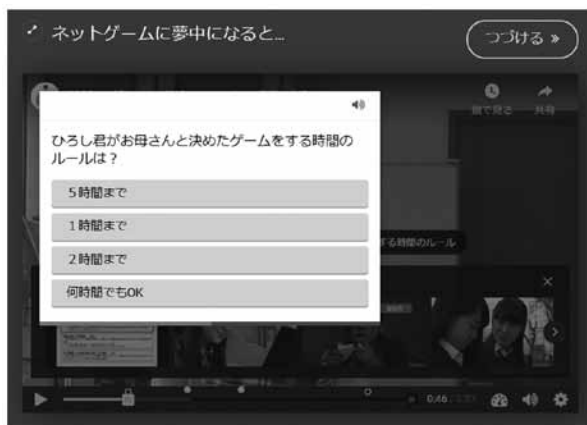 ネットゲームに夢中になると...
つづける »
後で見る
共有
ひろし君がお母さんと決めたゲームをする時間の
ルールは？
5時間まで
1時間まで
2時間まで
何時間でもOK
する時間のルール
0:46